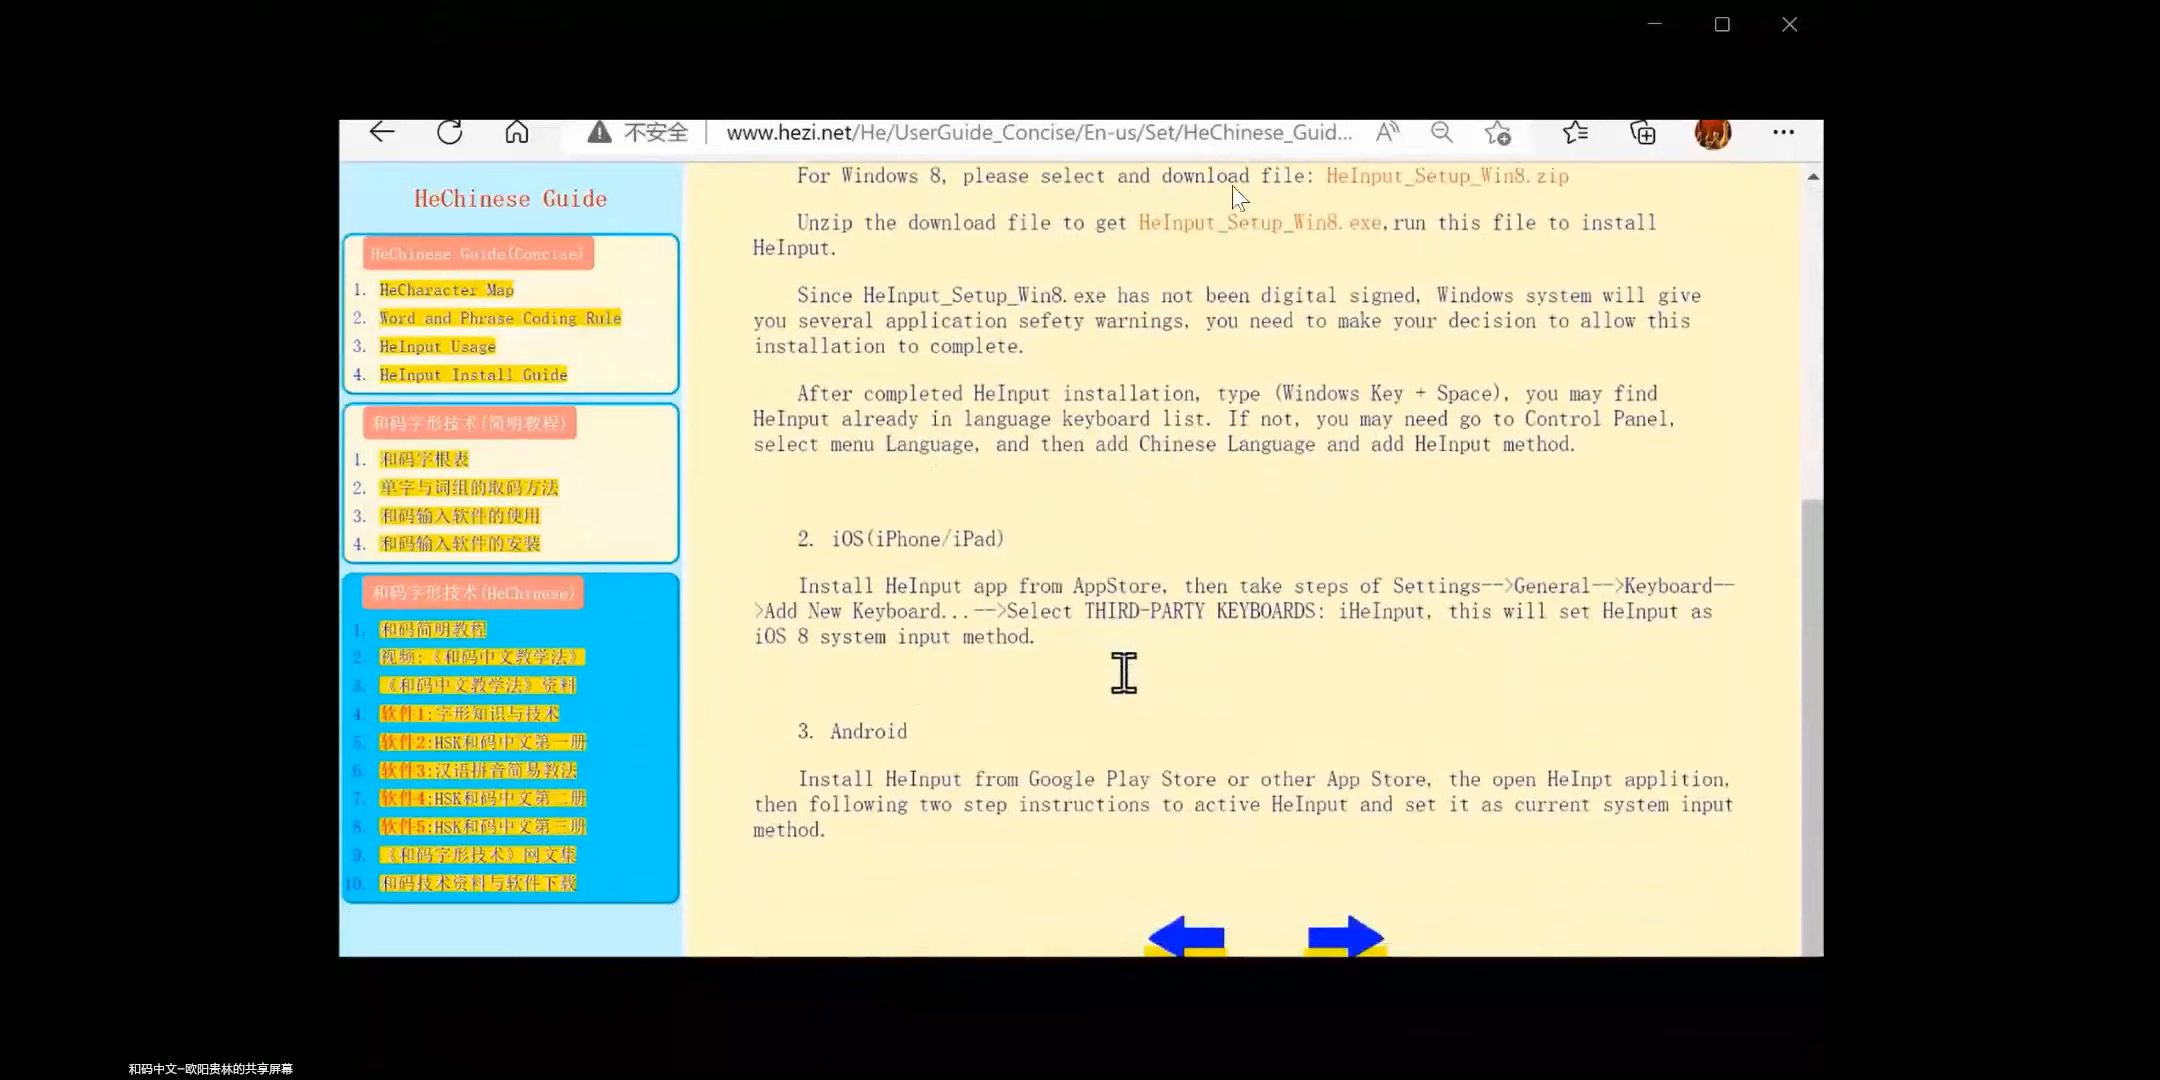 不安全 www.hezi.net/He/UserGuide_Concise/En-us/Set/HeChinese_Guid...
HeChinese Guide
HeChinese Guide(Concise)
1. HeCharacter Map
2. Word and Phrase Coding Rule
3. HeInput Usage
4. HeInput Install Guide
和码字形技术(简明教程)
1. 和码字根表
2. 单字与词组的取码方法
3. 和码输入软件的使用
4. 和码输入软件的安装
和码字形技术(HeChinese)
1. 和码简明教程
2. 视频:《和码中文教学法》
3. 《和码中文教学法》资料
4. 软件1:字形知识与技术
5. 软件2:HSK和码中文第一册
6. 软件3:汉语拼音简易教法
7. 软件4:HSK和码中文第二册
8. 软件5:HSK和码中文第三册
9. 《和码字形技术》网文集
10. 和码技术资料与软件下载
For Windows 8, please select and download file: HeInput_Setup_Win8.zip
Unzip the download file to get HeInput_Setup_Win8.exe,run this file to install
HeInput.
Since HeInput_Setup_Win8.exe has not been digital signed, Windows system will give
you several application sefety warnings, you need to make your decision to allow this
installation to complete.
After completed HeInput installation, type (Windows Key + Space), you may find
HeInput already in language keyboard list. If not, you may need go to Control Panel,
select menu Language, and then add Chinese Language and add HeInput method.
2. iOS(iPhone/iPad)
Install HeInput app from AppStore, then take steps of Settings-->General-->Keyboard--
>Add New Keyboard...-->Select THIRD-PARTY KEYBOARDS: iHeInput, this will set HeInput as
iOS 8 system input method.
3. Android
Install HeInput from Google Play Store or other App Store, the open HeInpt applition,
then following two step instructions to active HeInput and set it as current system input
method.
和码中文-欧阳贵林的共享屏幕